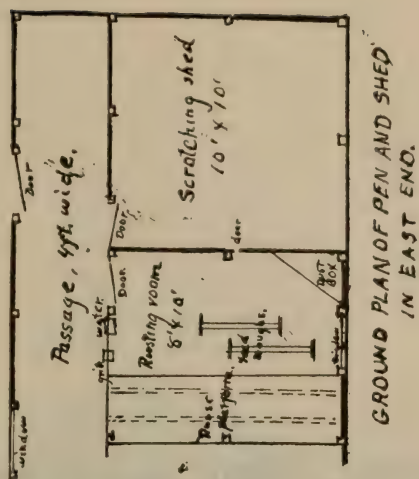 window
Door
Passage, 4ft. wide.
Door
Door
grit
water
Roosting room
8' x 10'
Scratching shed
10' x 10'
door
Roost
platform.
feed
troughs.
Dust
Box
window
GROUND PLAN OF PEN AND SHED
IN EAST END.